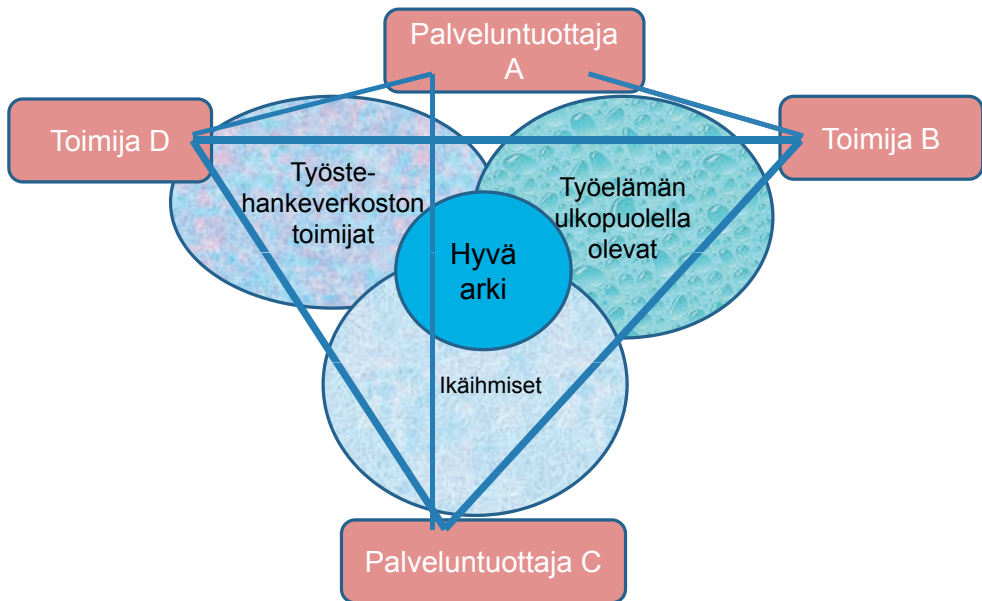 Palveluntuottaja
A
Toimija D
Toimija B
Työste-
hankeverkoston
toimijat
Työelämän
ulkopuolella
olevat
Hyvä
arki
Ikäihmiset
Palveluntuottaja C